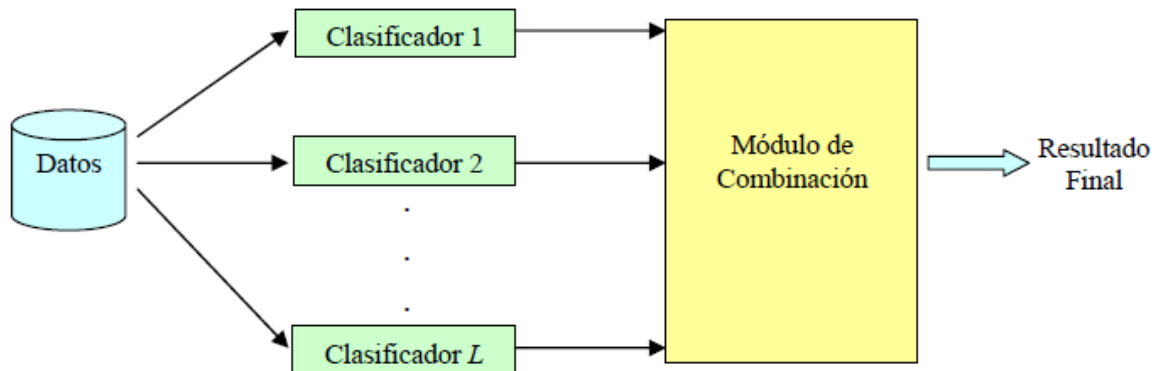 Clasificador 1
Datos
Clasificador 2
.
.
.
Clasificador L
Módulo de
Combinación
Resultado
Final